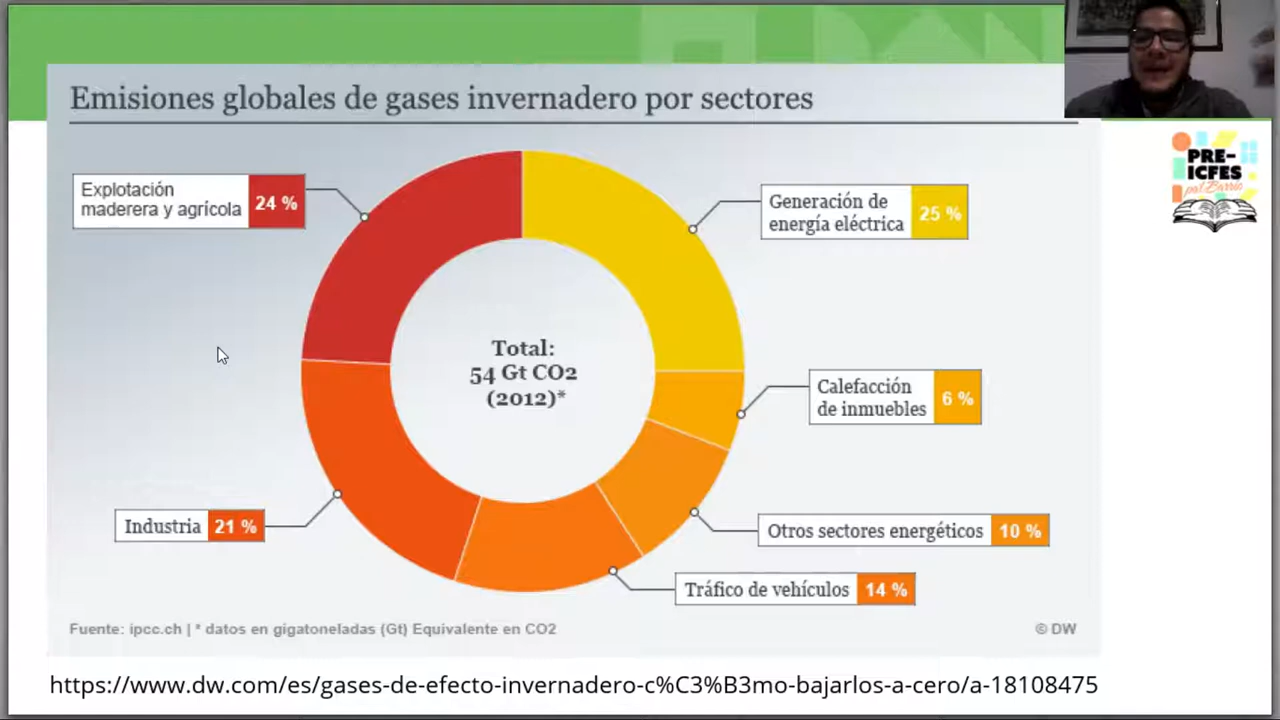 Emisiones globales de gases invernadero por sectores
PRE-
ICFES
pa'l Barrio
Explotación
maderera y agrícola
24 %
Generación de
energía eléctrica
25 %
Total:
54 Gt CO2
(2012)*
Calefacción
de inmuebles
6 %
Industria
21 %
Otros sectores energéticos
10 %
Tráfico de vehículos
14 %
Fuente: ipcc.ch | * datos en gigatoneladas (Gt) Equivalente en CO2
© DW
https://www.dw.com/es/gases-de-efecto-invernadero-c%C3%B3mo-bajarlos-a-cero/a-18108475